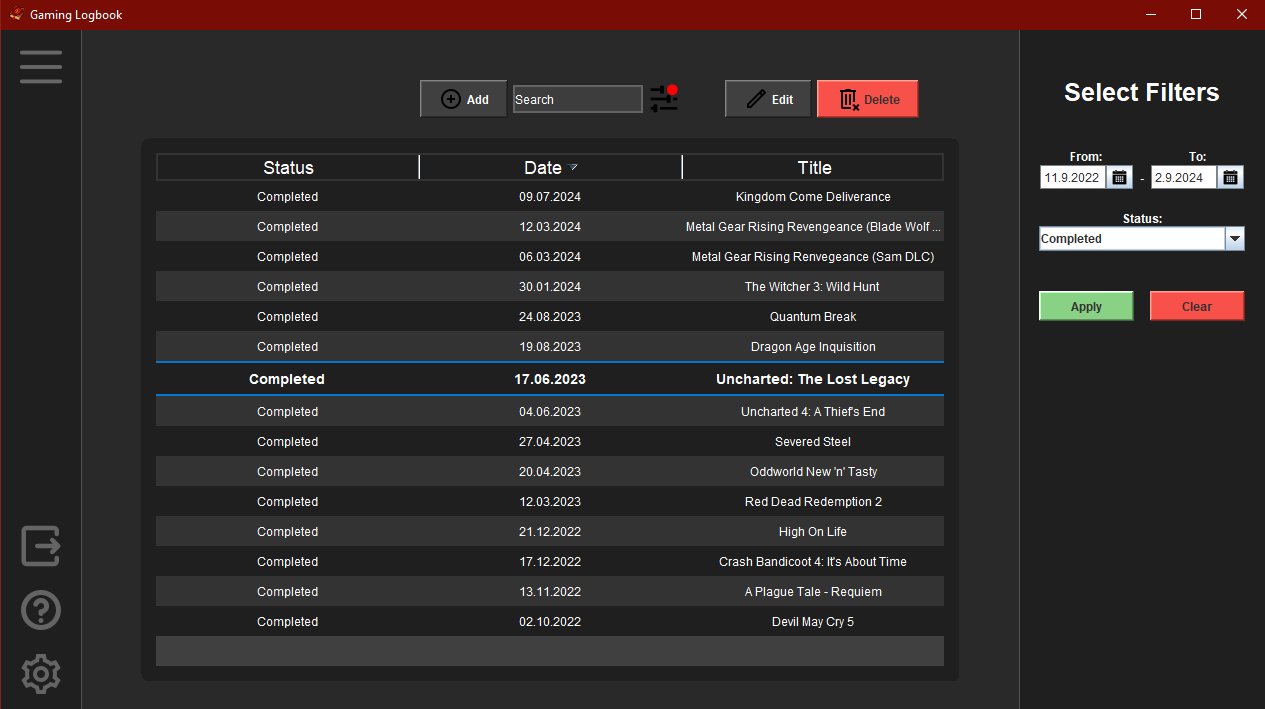 Gaming Logbook
Add
Search
Edit
Delete
Select Filters
From:
To:
11.9.2022
-
2.9.2024
Status:
Completed
Apply
Clear
Status Date Title
Completed 09.07.2024 Kingdom Come Deliverance
Completed 12.03.2024 Metal Gear Rising Revengeance (Blade Wolf ...
Completed 06.03.2024 Metal Gear Rising Renvegeance (Sam DLC)
Completed 30.01.2024 The Witcher 3: Wild Hunt
Completed 24.08.2023 Quantum Break
Completed 19.08.2023 Dragon Age Inquisition
Completed 17.06.2023 Uncharted: The Lost Legacy
Completed 04.06.2023 Uncharted 4: A Thief's End
Completed 27.04.2023 Severed Steel
Completed 20.04.2023 Oddworld New 'n' Tasty
Completed 12.03.2023 Red Dead Redemption 2
Completed 21.12.2022 High On Life
Completed 17.12.2022 Crash Bandicoot 4: It's About Time
Completed 13.11.2022 A Plague Tale - Requiem
Completed 02.10.2022 Devil May Cry 5